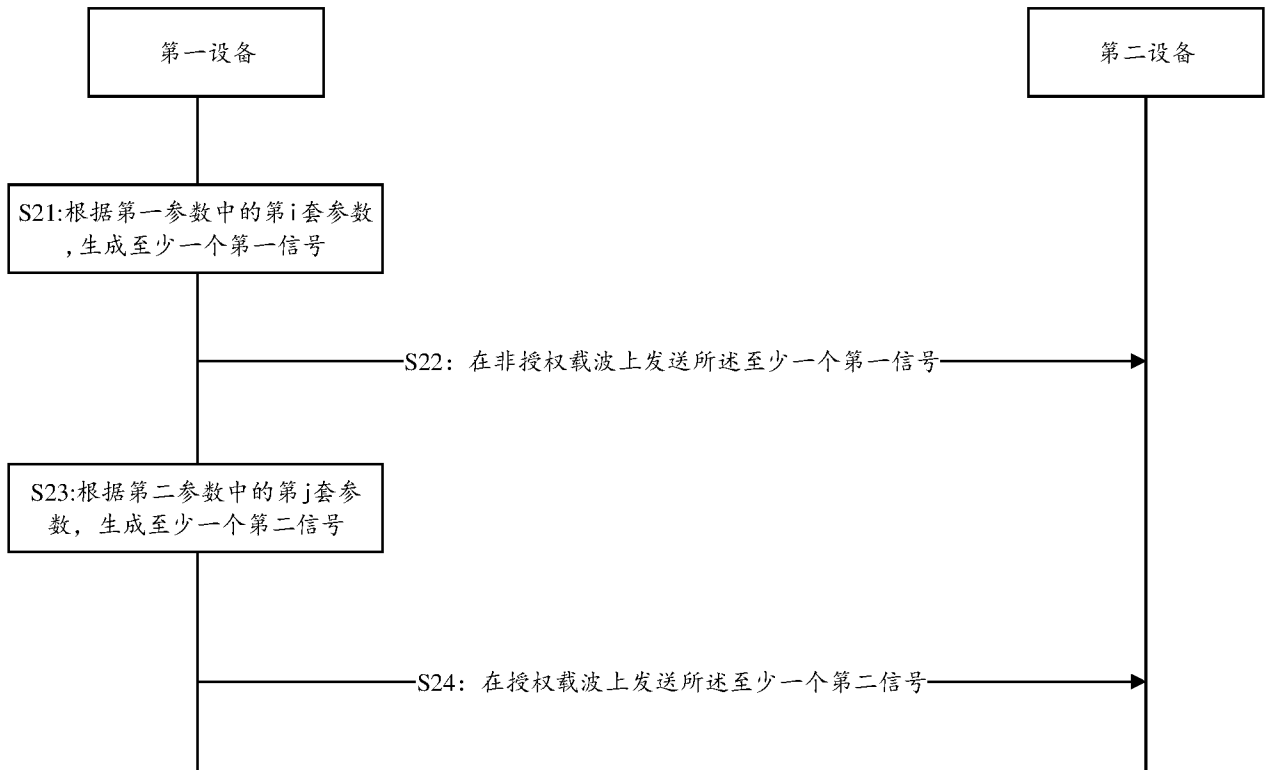 第一设备
第二设备
S21:根据第一参数中的第i套参数
,生成至少一个第一信号
S22：在非授权载波上发送所述至少一个第一信号
S23:根据第二参数中的第j套参
数，生成至少一个第二信号
S24：在授权载波上发送所述至少一个第二信号